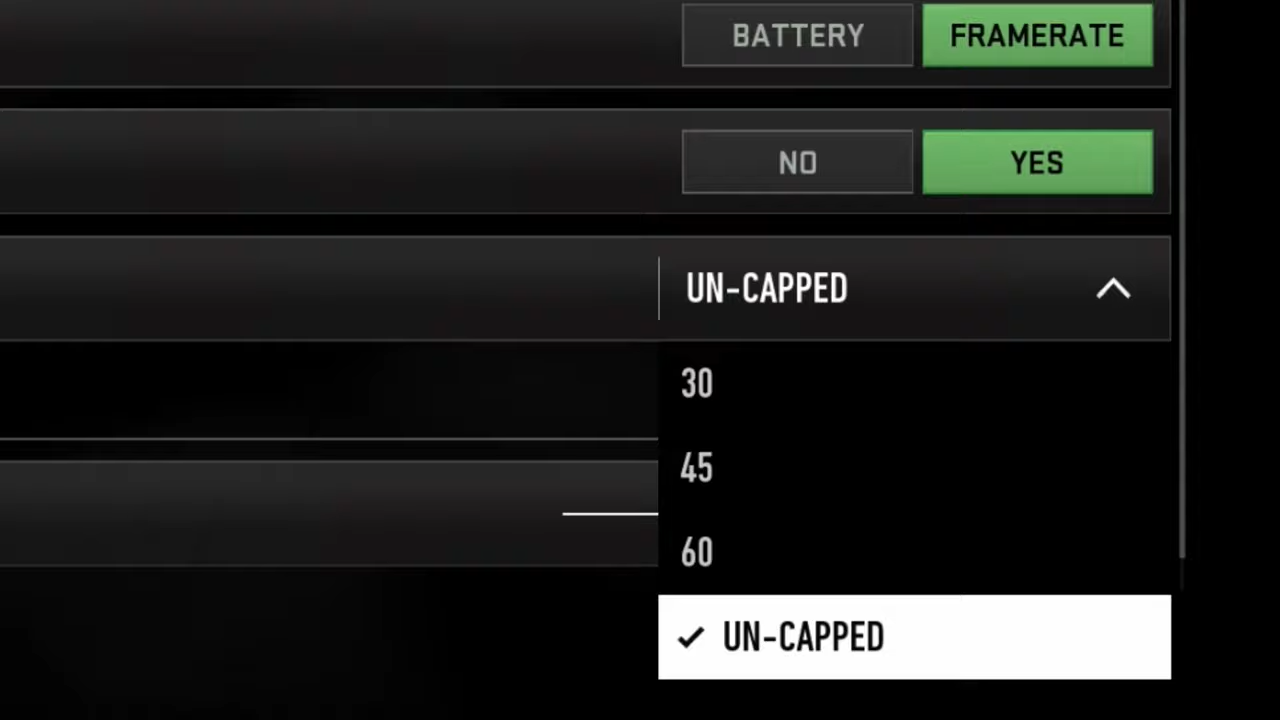 BATTERY FRAMERATE
NO YES
UN-CAPPED
30
45
60
UN-CAPPED